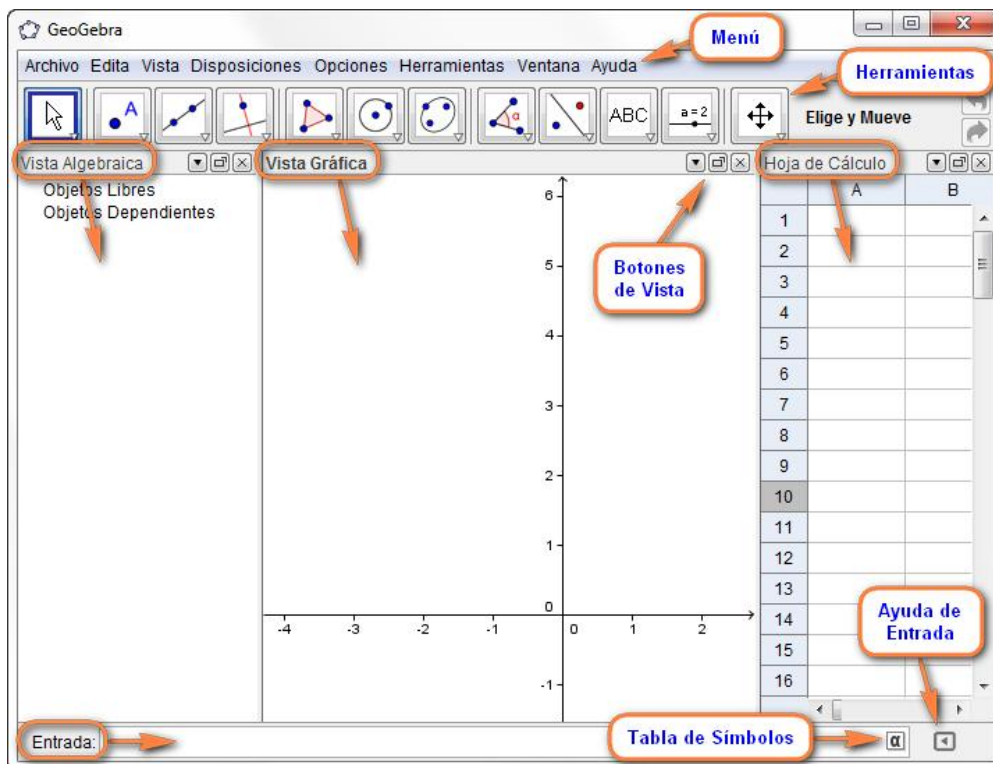 GeoGebra
Menú
Archivo Edita Vista Disposiciones Opciones Herramientas Ventana Ayuda
Herramientas
A
α
ABC
a=2
Elige y Mueve
Vista Algebraica
Vista Gráfica
Hoja de Cálculo
Objetos Libres
Objetos Dependientes
A B
Botones
de Vista
6
5
4
3
2
1
0
-1
-4 -3 -2 -1 0 1 2
1
2
3
4
5
6
7
8
9
10
11
12
13
14
15
16
Ayuda de
Entrada
Entrada:
Tabla de Símbolos
α